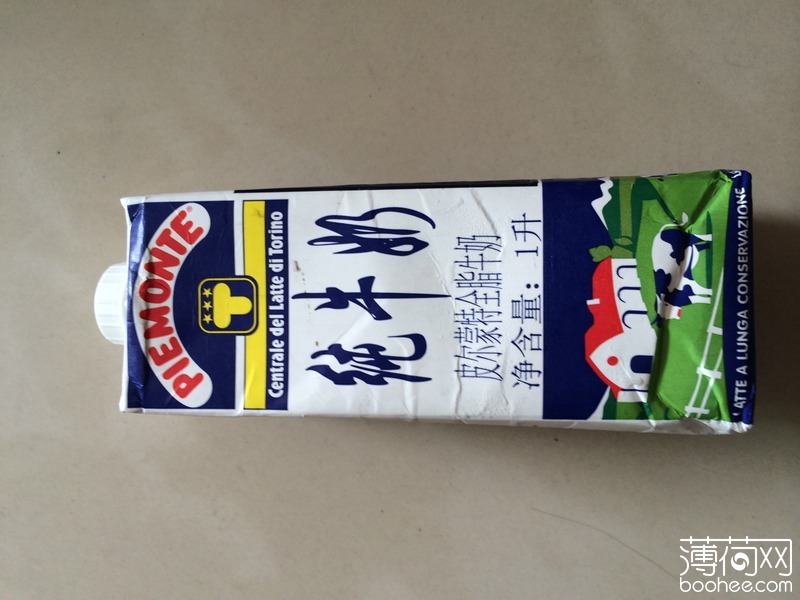 PIEMONTE®
Centrale del Latte di Torino
纯牛奶
皮尔蒙特全脂牛奶
净含量：1升
LATTE A LUNGA CONSERVAZIONE
薄荷网
boohee.com